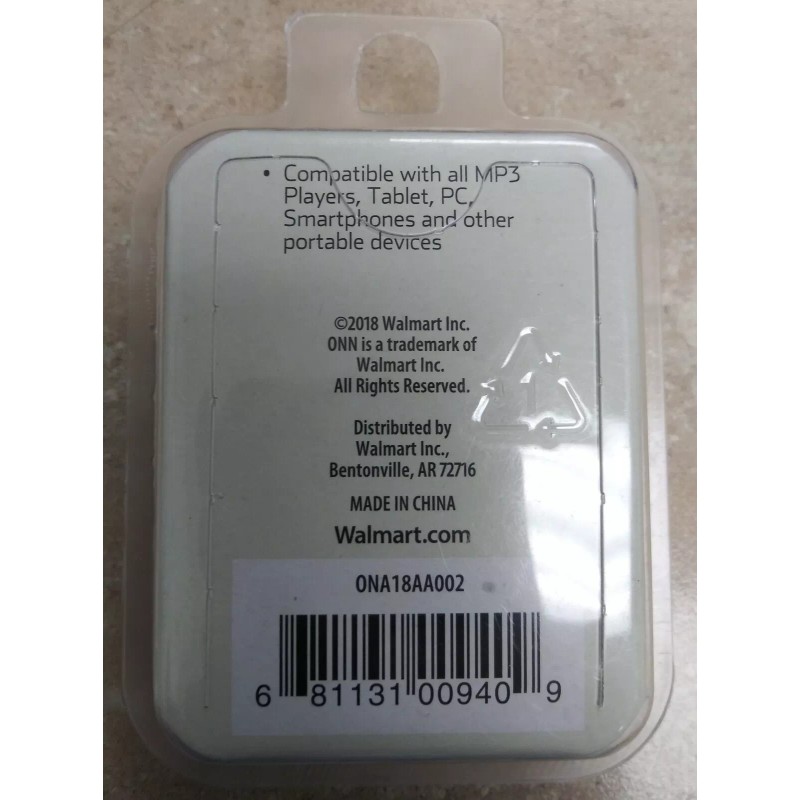 • Compatible with all MP3
Players, Tablet, PC,
Smartphones and other
portable devices
©2018 Walmart Inc.
ONN is a trademark of
Walmart Inc.
All Rights Reserved.
Distributed by
Walmart Inc.,
Bentonville, AR 72716
MADE IN CHINA
Walmart.com
ONA18AA002
6 81131 00940 9